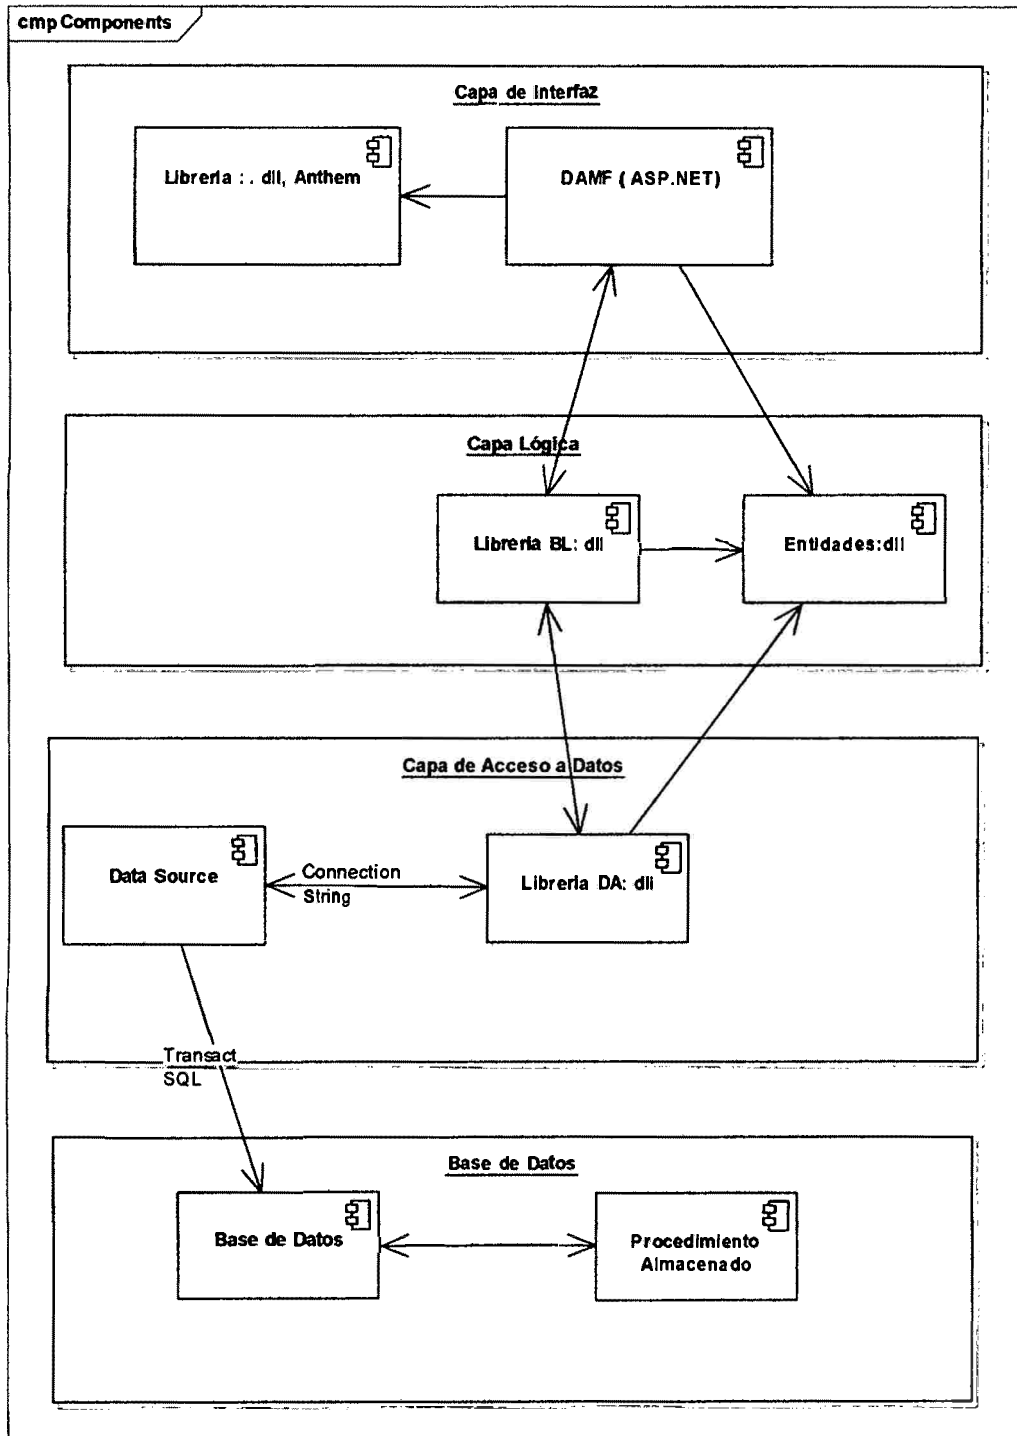 cmp Components
Capa de Interfaz
Libreria : . dll, Anthem
DAMF ( ASP.NET)
Capa Lógica
Libreria BL: dll
Entidades:dll
Capa de Acceso a Datos
Data Source
Connection
String
Libreria DA: dll
Transact
SQL
Base de Datos
Base de Datos
Procedimiento
Almacenado